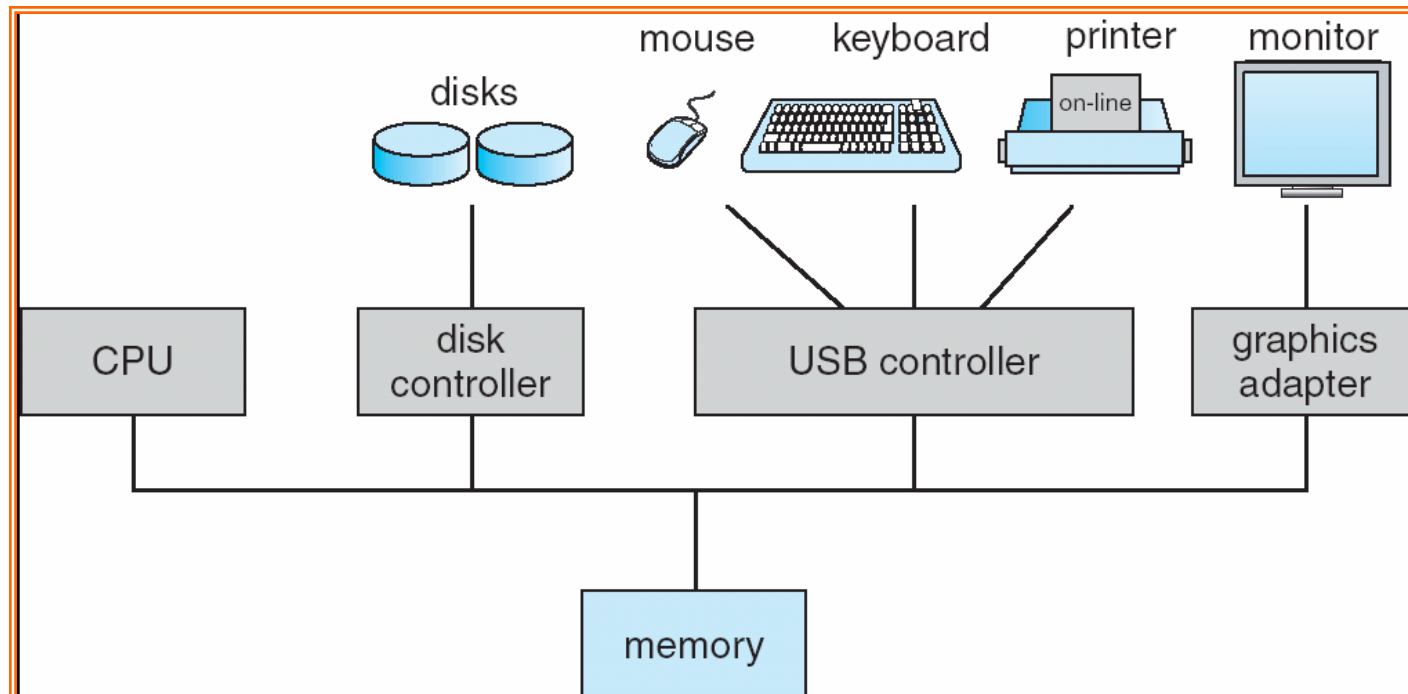 mouse
keyboard
printer
monitor
disks
on-line
CPU
disk
controller
USB controller
graphics
adapter
memory